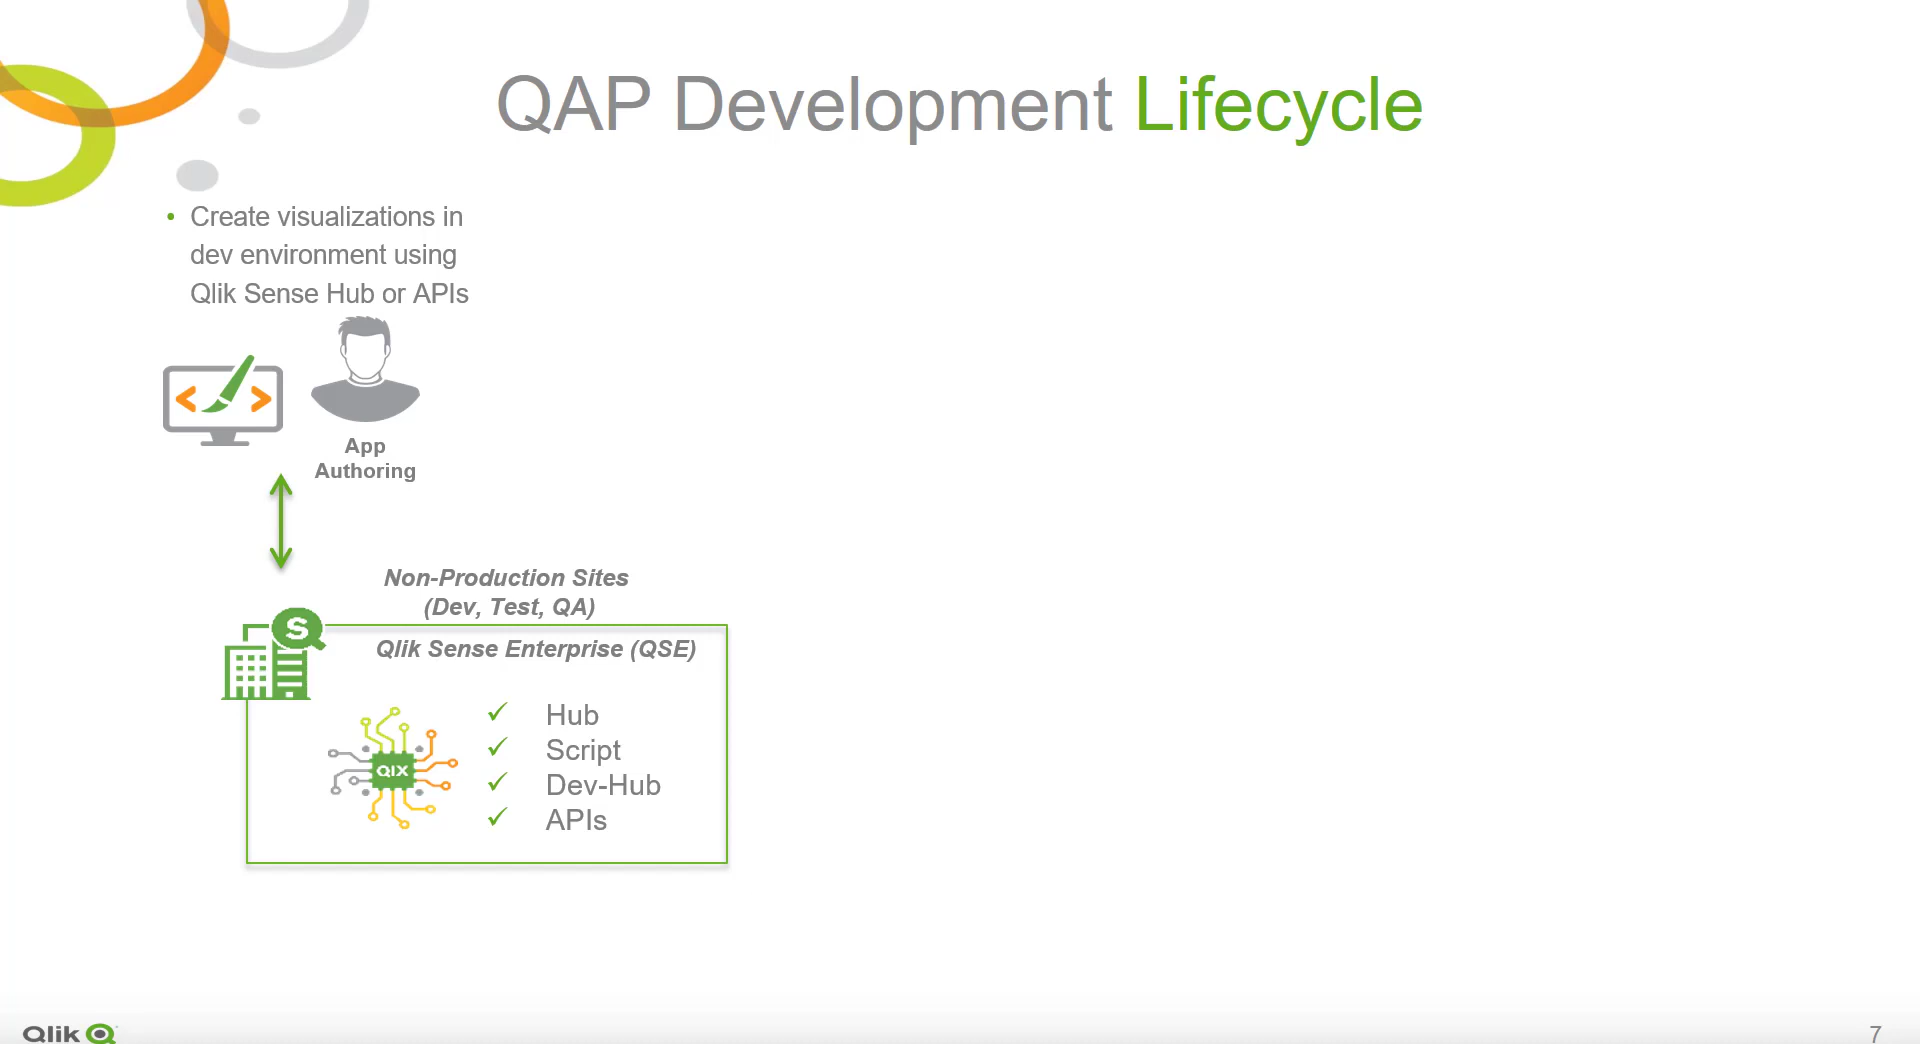 QAP Development Lifecycle
• Create visualizations in
dev environment using
Qlik Sense Hub or APIs
< >
App
Authoring
Non-Production Sites
(Dev, Test, QA)
S
Qlik Sense Enterprise (QSE)
QIX
✓ Hub
✓ Script
✓ Dev-Hub
✓ APIs
Qlik
7